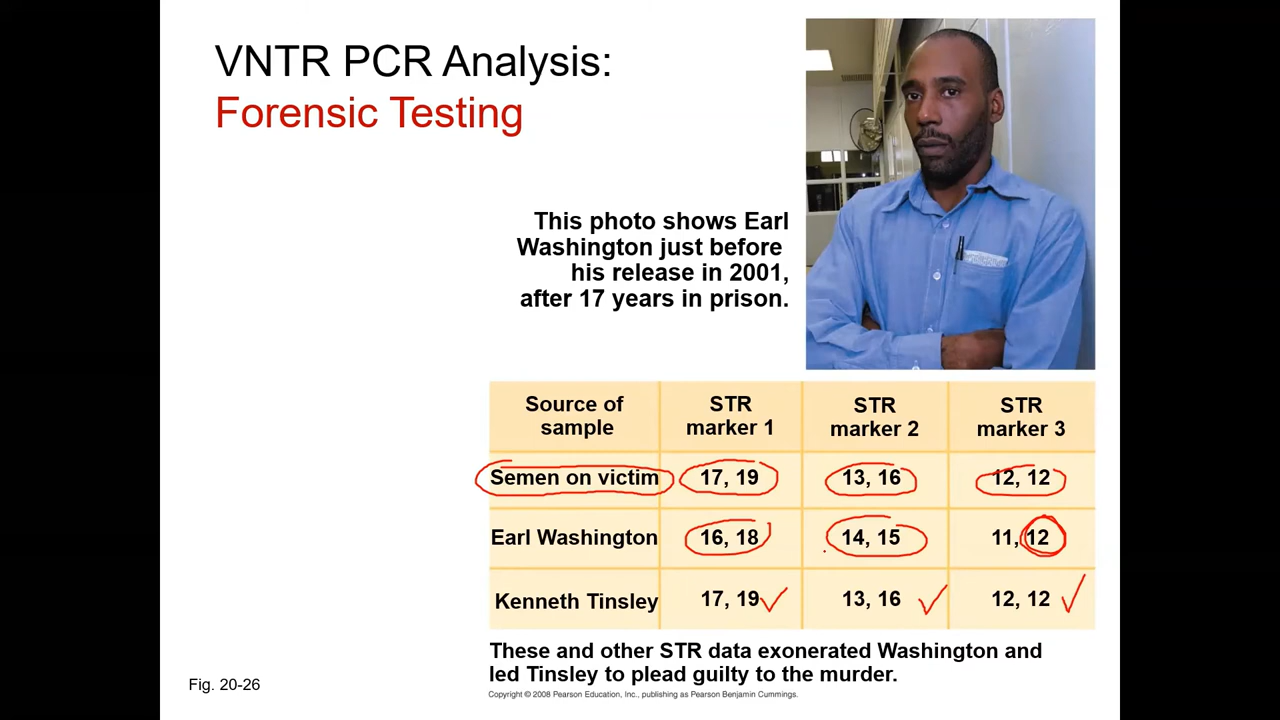 VNTR PCR Analysis:
Forensic Testing
This photo shows Earl
Washington just before
his release in 2001,
after 17 years in prison.
Source of sample STR marker 1 STR marker 2 STR marker 3
Semen on victim 17, 19 13, 16 12, 12
Earl Washington 16, 18 14, 15 11, 12
Kenneth Tinsley 17, 19 13, 16 12, 12
These and other STR data exonerated Washington and
led Tinsley to plead guilty to the murder.
Copyright © 2008 Pearson Education, Inc., publishing as Pearson Benjamin Cummings.
Fig. 20-26